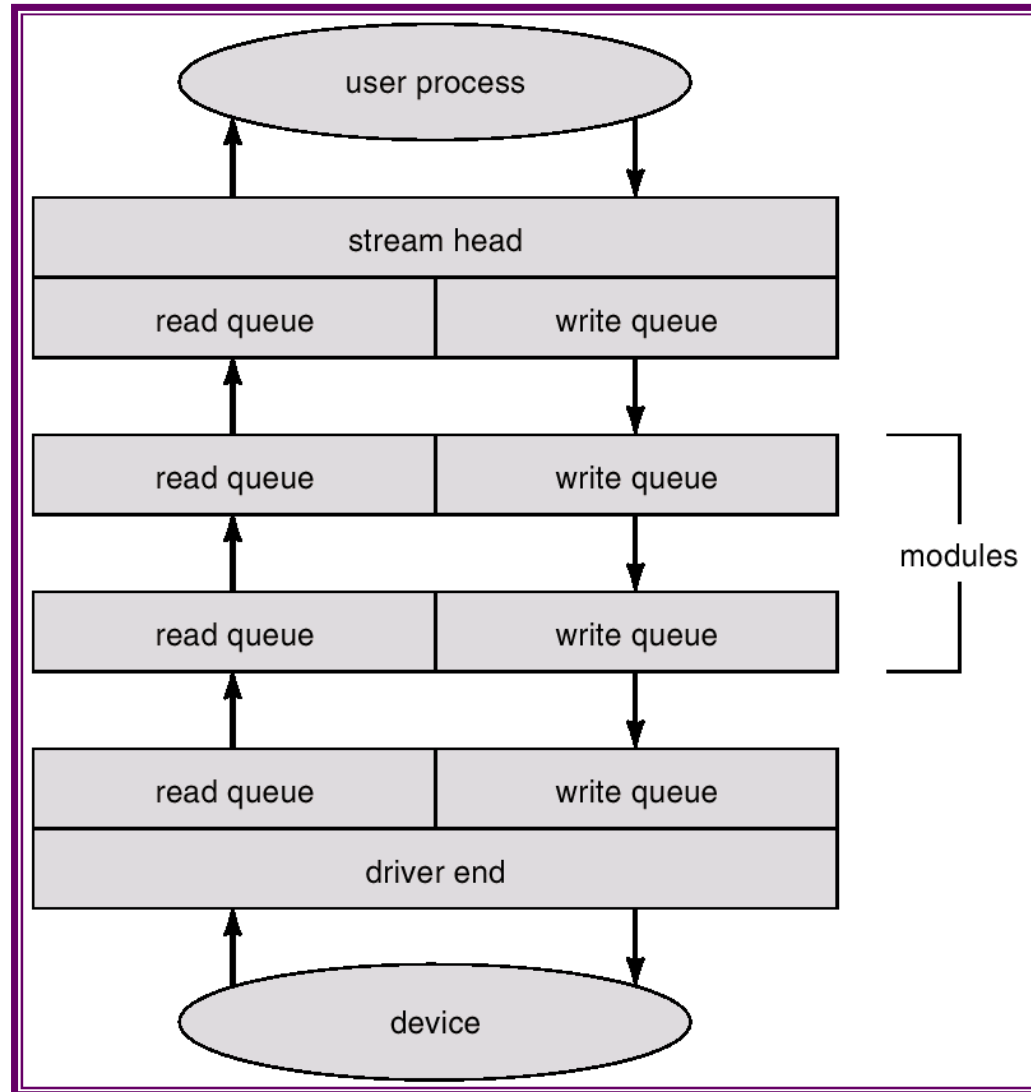 user process
stream head
read queue write queue
read queue write queue
modules
read queue write queue
read queue write queue
driver end
device